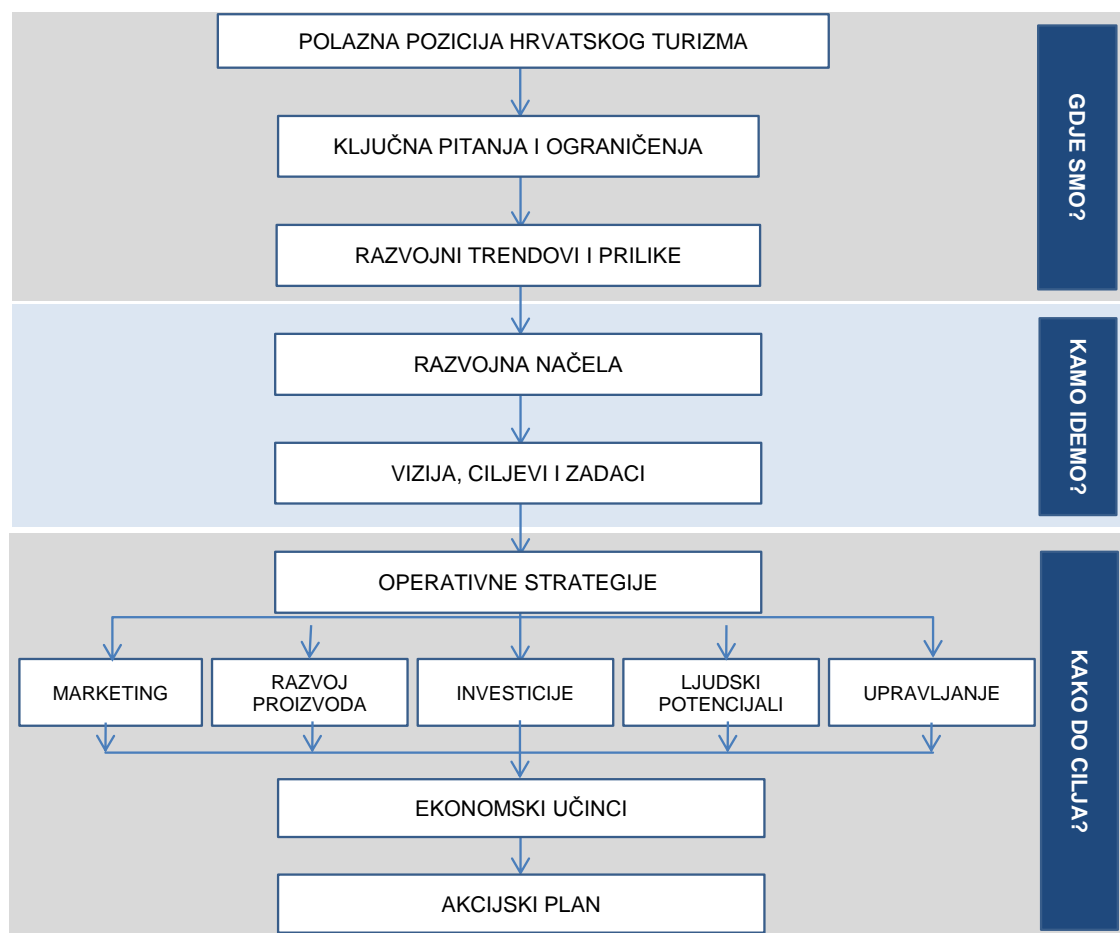 POLAZNA POZICIJA HRVATSKOG TURIZMA
KLJUČNA PITANJA I OGRANIČENJA
RAZVOJNI TRENDOVI I PRILIKE
GDJE SMO?
RAZVOJNA NAČELA
VIZIJA, CILJEVI I ZADACI
KAMO IDEMO?
OPERATIVNE STRATEGIJE
MARKETING
RAZVOJ
PROIZVODA
INVESTICIJE
LJUDSKI
POTENCIJALI
UPRAVLJANJE
EKONOMSKI UČINCI
AKCIJSKI PLAN
KAKO DO CILJA?